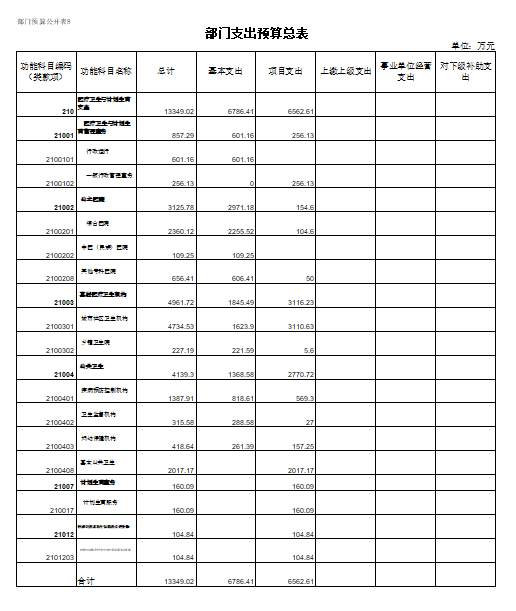 部门预算公开表8
部门支出预算总表
单位：万元
功能科目编码（类款项） 功能科目名称 总计 基本支出 项目支出 上缴上级支出 事业单位经营支出 对下级补助支出
210 医疗卫生与计划生育支出 13349.02 6786.41 6562.61
21001 医疗卫生与计划生育管理事务 857.29 601.16 256.13
2100101 行政运行 601.16 601.16
2100102 一般行政管理事务 256.13 0 256.13
21002 公立医院 3125.78 2971.18 154.6
2100201 综合医院 2360.12 2255.52 104.6
2100202 中医（民族）医院 109.25 109.25
2100208 其他专科医院 656.41 606.41 50
21003 基层医疗卫生机构 4961.72 1845.49 3116.23
2100301 城市社区卫生机构 4734.53 1623.9 3110.63
2100302 乡镇卫生院 227.19 221.59 5.6
21004 公共卫生 4139.3 1368.58 2770.72
2100401 疾病预防控制机构 1387.91 818.61 569.3
2100402 卫生监督机构 315.58 288.58 27
2100403 妇幼保健机构 418.64 261.39 157.25
2100408 基本公共卫生 2017.17 2017.17
21007 计划生育事务 160.09 160.09
210017 计划生育服务 160.09 160.09
21012 104.84 104.84
2101203 104.84 104.84
合计 13349.02 6786.41 6562.61